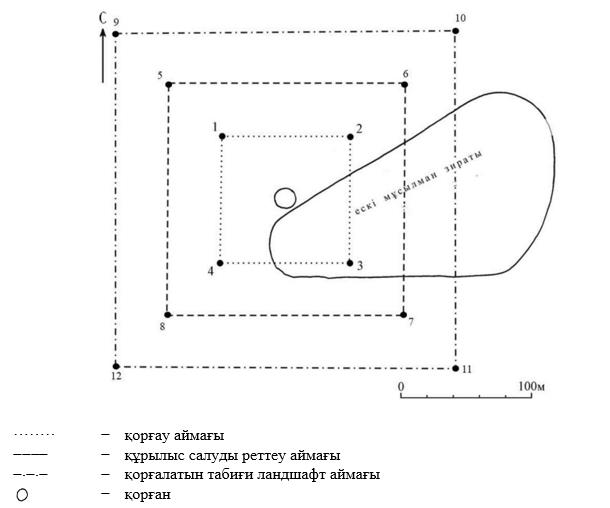 С
9
10
5
6
1
2
ескі мұсылман зираты
4
3
8
7
12
11
0
100м
– қорғау аймағы
– құрылыс салуды реттеу аймағы
– қорғалатын табиғи ландшафт аймағы
– қорған